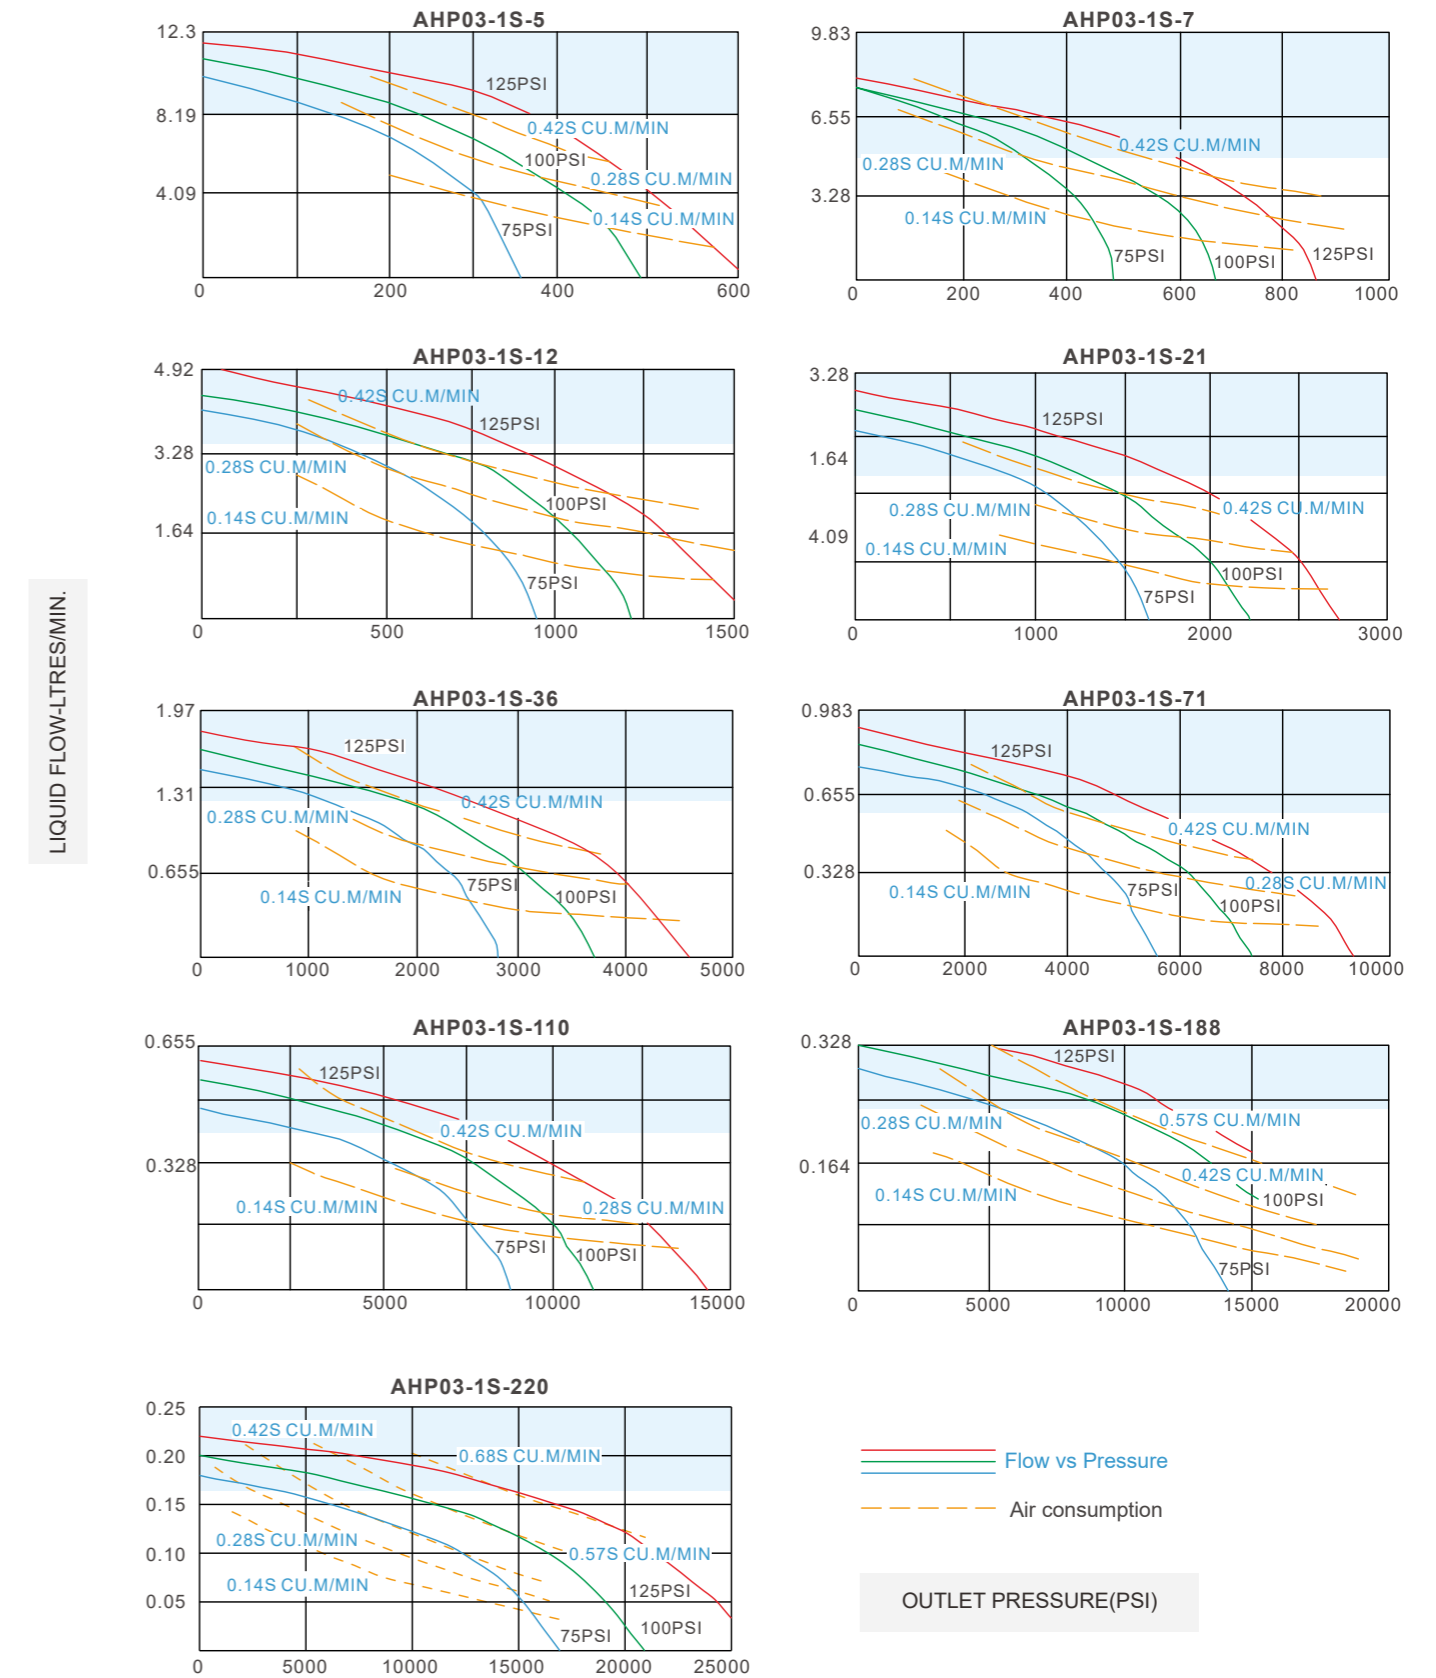 LIQUID FLOW-LTRES/MIN.
AHP03-1S-5
12.3
8.19
4.09
0 200 400 600
125PSI
0.42S CU.M/MIN
100PSI
0.28S CU.M/MIN
0.14S CU.M/MIN
75PSI
AHP03-1S-7
9.83
6.55
3.28
0 200 400 600 800 1000
0.42S CU.M/MIN
0.28S CU.M/MIN
0.14S CU.M/MIN
75PSI
100PSI
125PSI
AHP03-1S-12
4.92
3.28
1.64
0 500 1000 1500
0.42S CU.M/MIN
125PSI
0.28S CU.M/MIN
100PSI
0.14S CU.M/MIN
75PSI
AHP03-1S-21
3.28
1.64
4.09
0 1000 2000 3000
125PSI
0.42S CU.M/MIN
0.28S CU.M/MIN
0.14S CU.M/MIN
100PSI
75PSI
AHP03-1S-36
1.97
1.31
0.655
0 1000 2000 3000 4000 5000
125PSI
0.42S CU.M/MIN
0.28S CU.M/MIN
75PSI
0.14S CU.M/MIN
100PSI
AHP03-1S-71
0.983
0.655
0.328
0 2000 4000 6000 8000 10000
125PSI
0.42S CU.M/MIN
0.28S CU.M/MIN
0.14S CU.M/MIN
75PSI
100PSI
AHP03-1S-110
0.655
0.328
0 5000 10000 15000
125PSI
0.42S CU.M/MIN
0.14S CU.M/MIN
0.28S CU.M/MIN
75PSI
100PSI
AHP03-1S-188
0.328
0.164
0 5000 10000 15000 20000
125PSI
0.28S CU.M/MIN
0.57S CU.M/MIN
0.42S CU.M/MIN
0.14S CU.M/MIN
100PSI
75PSI
AHP03-1S-220
0.25
0.20
0.15
0.10
0.05
0 5000 10000 15000 20000 25000
0.42S CU.M/MIN
0.68S CU.M/MIN
0.28S CU.M/MIN
0.57S CU.M/MIN
0.14S CU.M/MIN
125PSI
100PSI
75PSI
Flow vs Pressure
Air consumption
OUTLET PRESSURE(PSI)